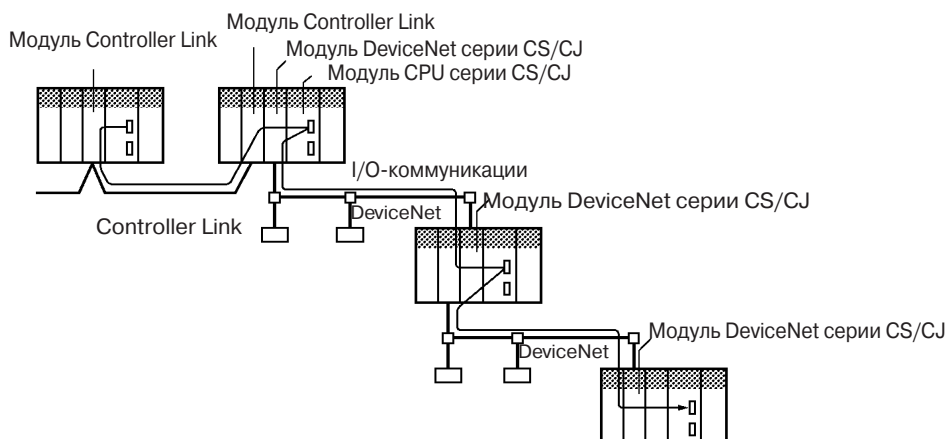 Модуль Controller Link
Модуль Controller Link
Модуль DeviceNet серии CS/CJ
Модуль CPU серии CS/CJ
I/O-коммуникации
Controller Link
DeviceNet
Модуль DeviceNet серии CS/CJ
DeviceNet
Модуль DeviceNet серии CS/CJ